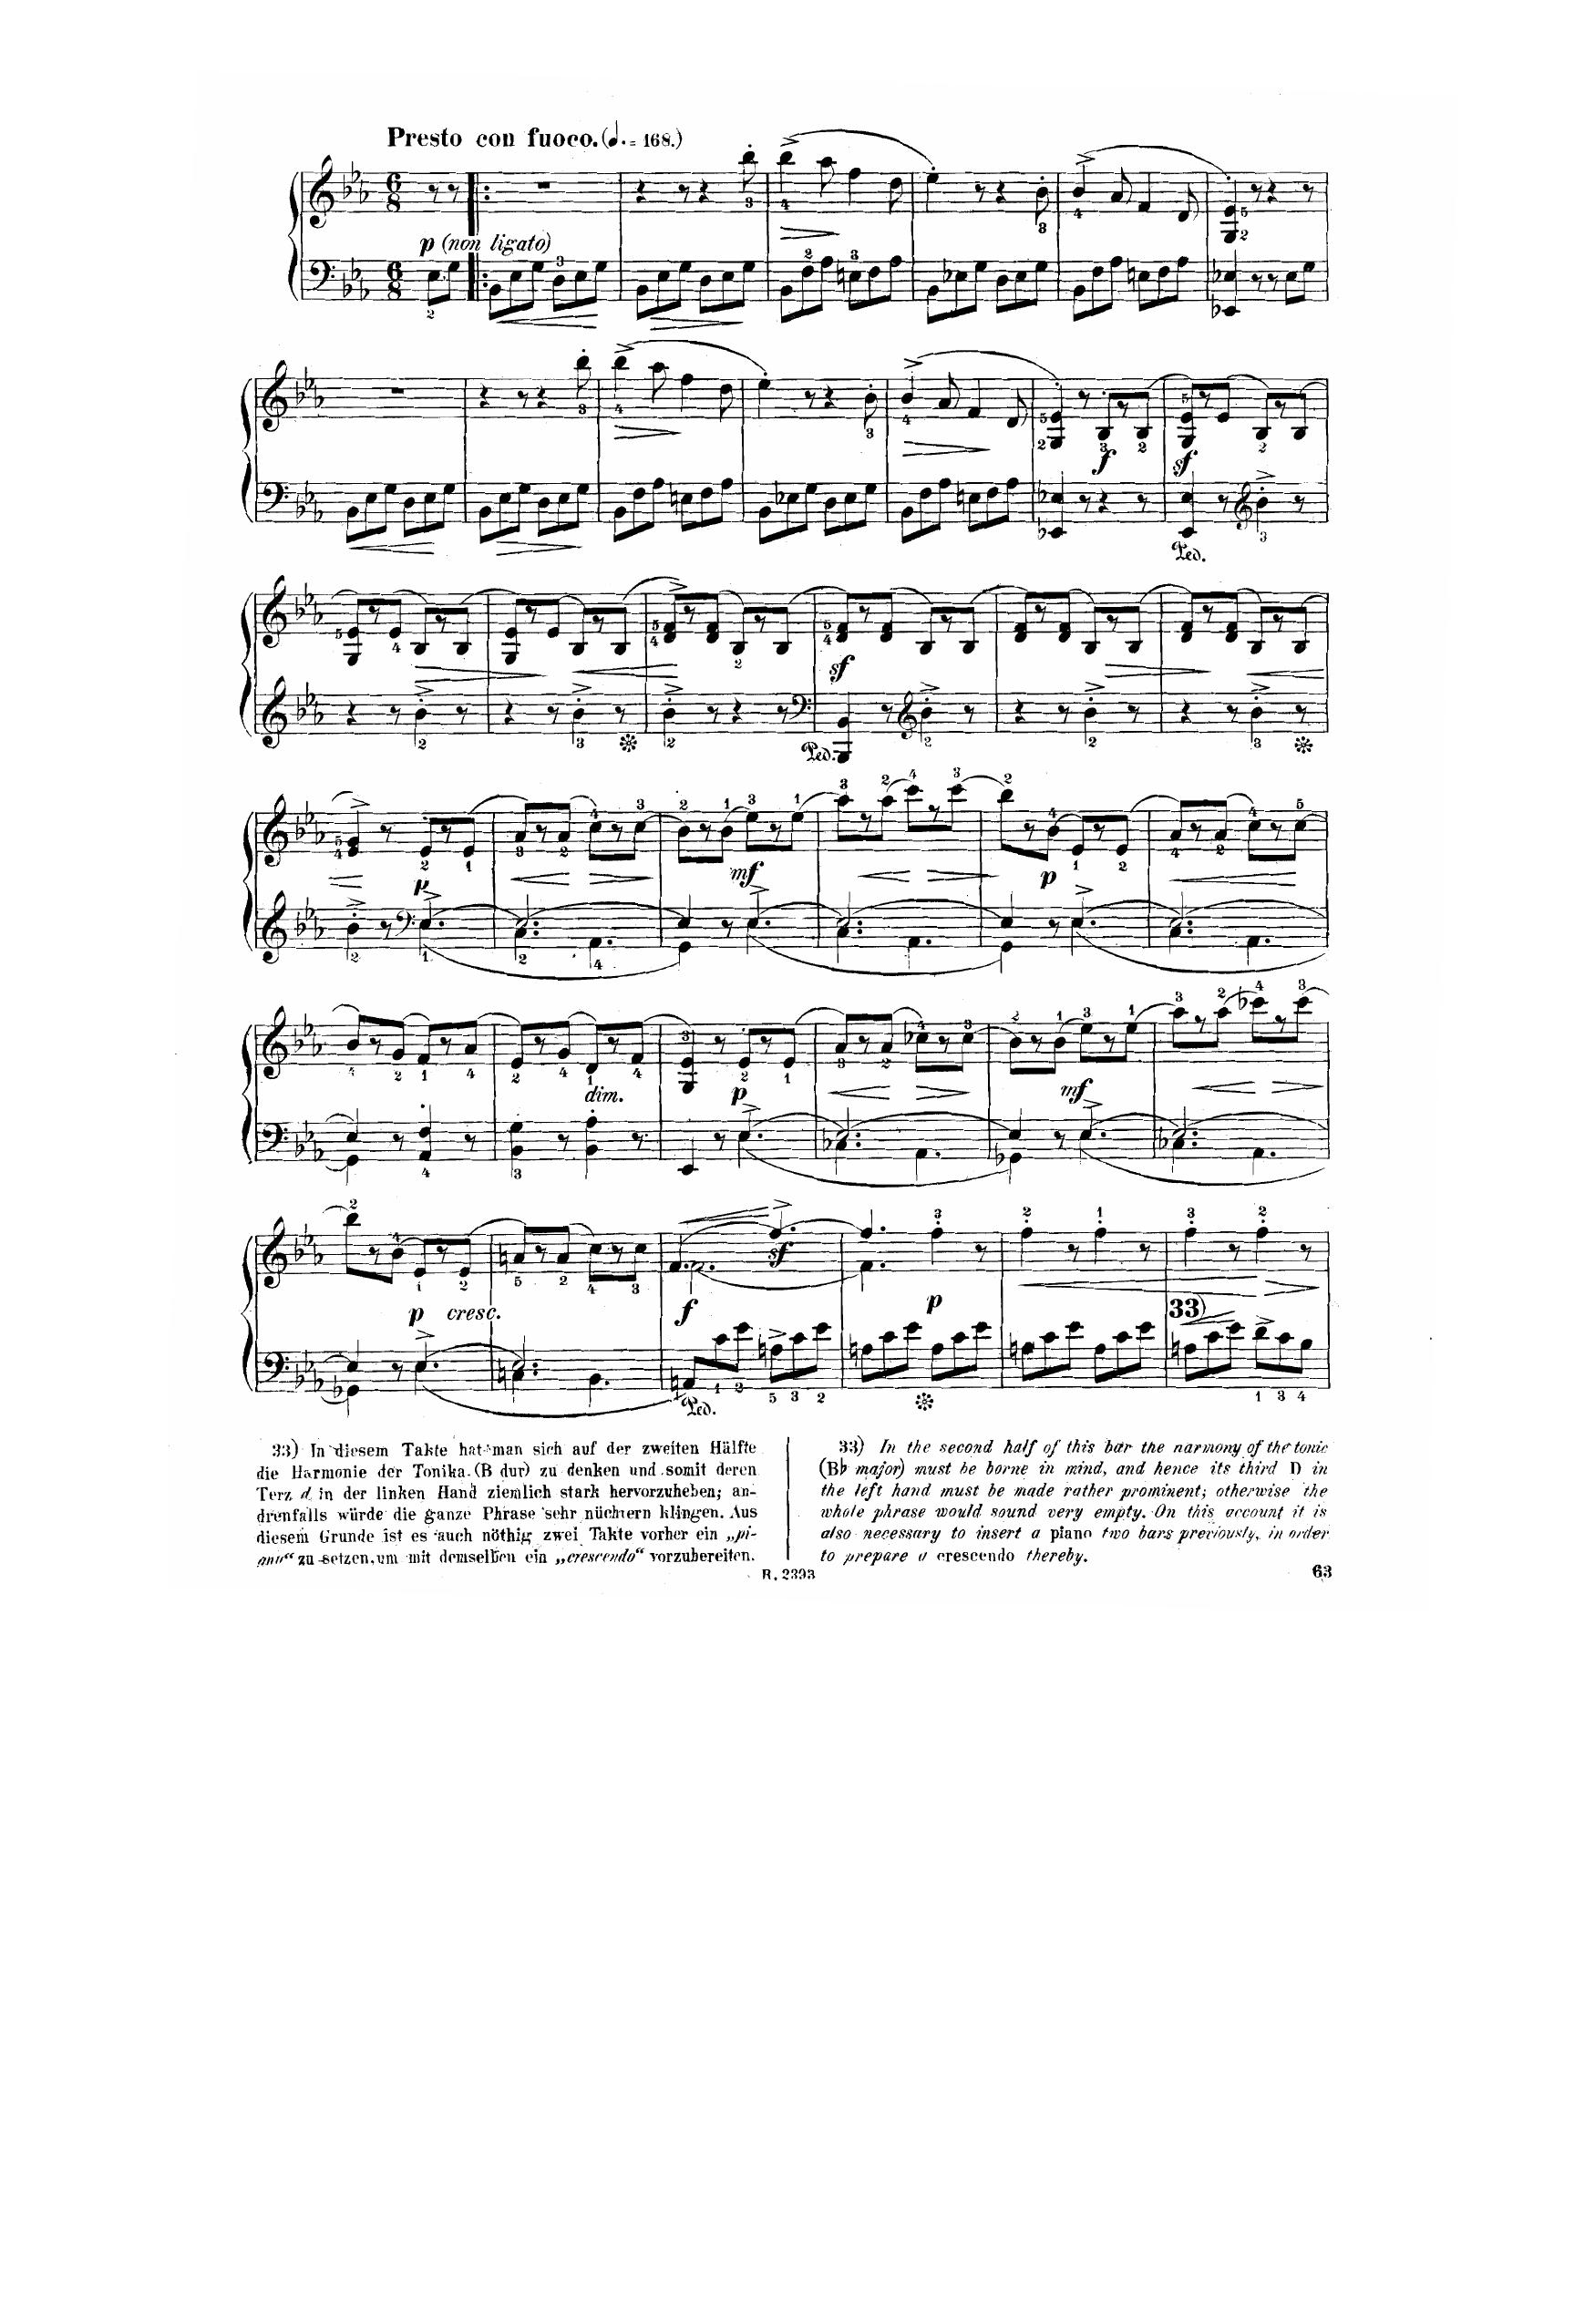 Presto con fuoco. (♩. = 168.)
p (non ligato)
f
sf
Ped.
sf
Ped.
p
mf
p
dim.
p
mf
p cresc.
f
sf
p
33)
Ped.
33) In diesem Takte hat man sich auf der zweiten Hälfte
die Harmonie der Tonika (B dur) zu denken und somit deren
Terz d in der linken Hand ziemlich stark hervorzuheben; an-
drenfalls würde die ganze Phrase sehr nüchtern klingen. Aus
diesem Grunde ist es auch nöthig zwei Takte vorher ein „pi-
ano“ zu setzen, um mit demselben ein „crescendo“ vorzubereiten.
33) In the second half of this bar the narmony of the tonic
(B♭ major) must be borne in mind, and hence its third D in
the left hand must be made rather prominent; otherwise the
whole phrase would sound very empty. On this account it is
also necessary to insert a piano two bars previously, in order
to prepare a crescendo thereby.
R. 2393
63